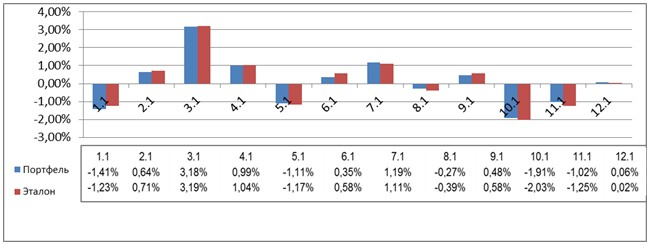 4,00%
3,00%
2,00%
1,00%
0,00%
-1,00%
-2,00%
-3,00%
1.1 2.1 3.1 4.1 5.1 6.1 7.1 8.1 9.1 10.1 11.1 12.1
1.1 2.1 3.1 4.1 5.1 6.1 7.1 8.1 9.1 10.1 11.1 12.1
Портфель -1,41% 0,64% 3,18% 0,99% -1,11% 0,35% 1,19% -0,27% 0,48% -1,91% -1,02% 0,06%
Эталон -1,23% 0,71% 3,19% 1,04% -1,17% 0,58% 1,11% -0,39% 0,58% -2,03% -1,25% 0,02%